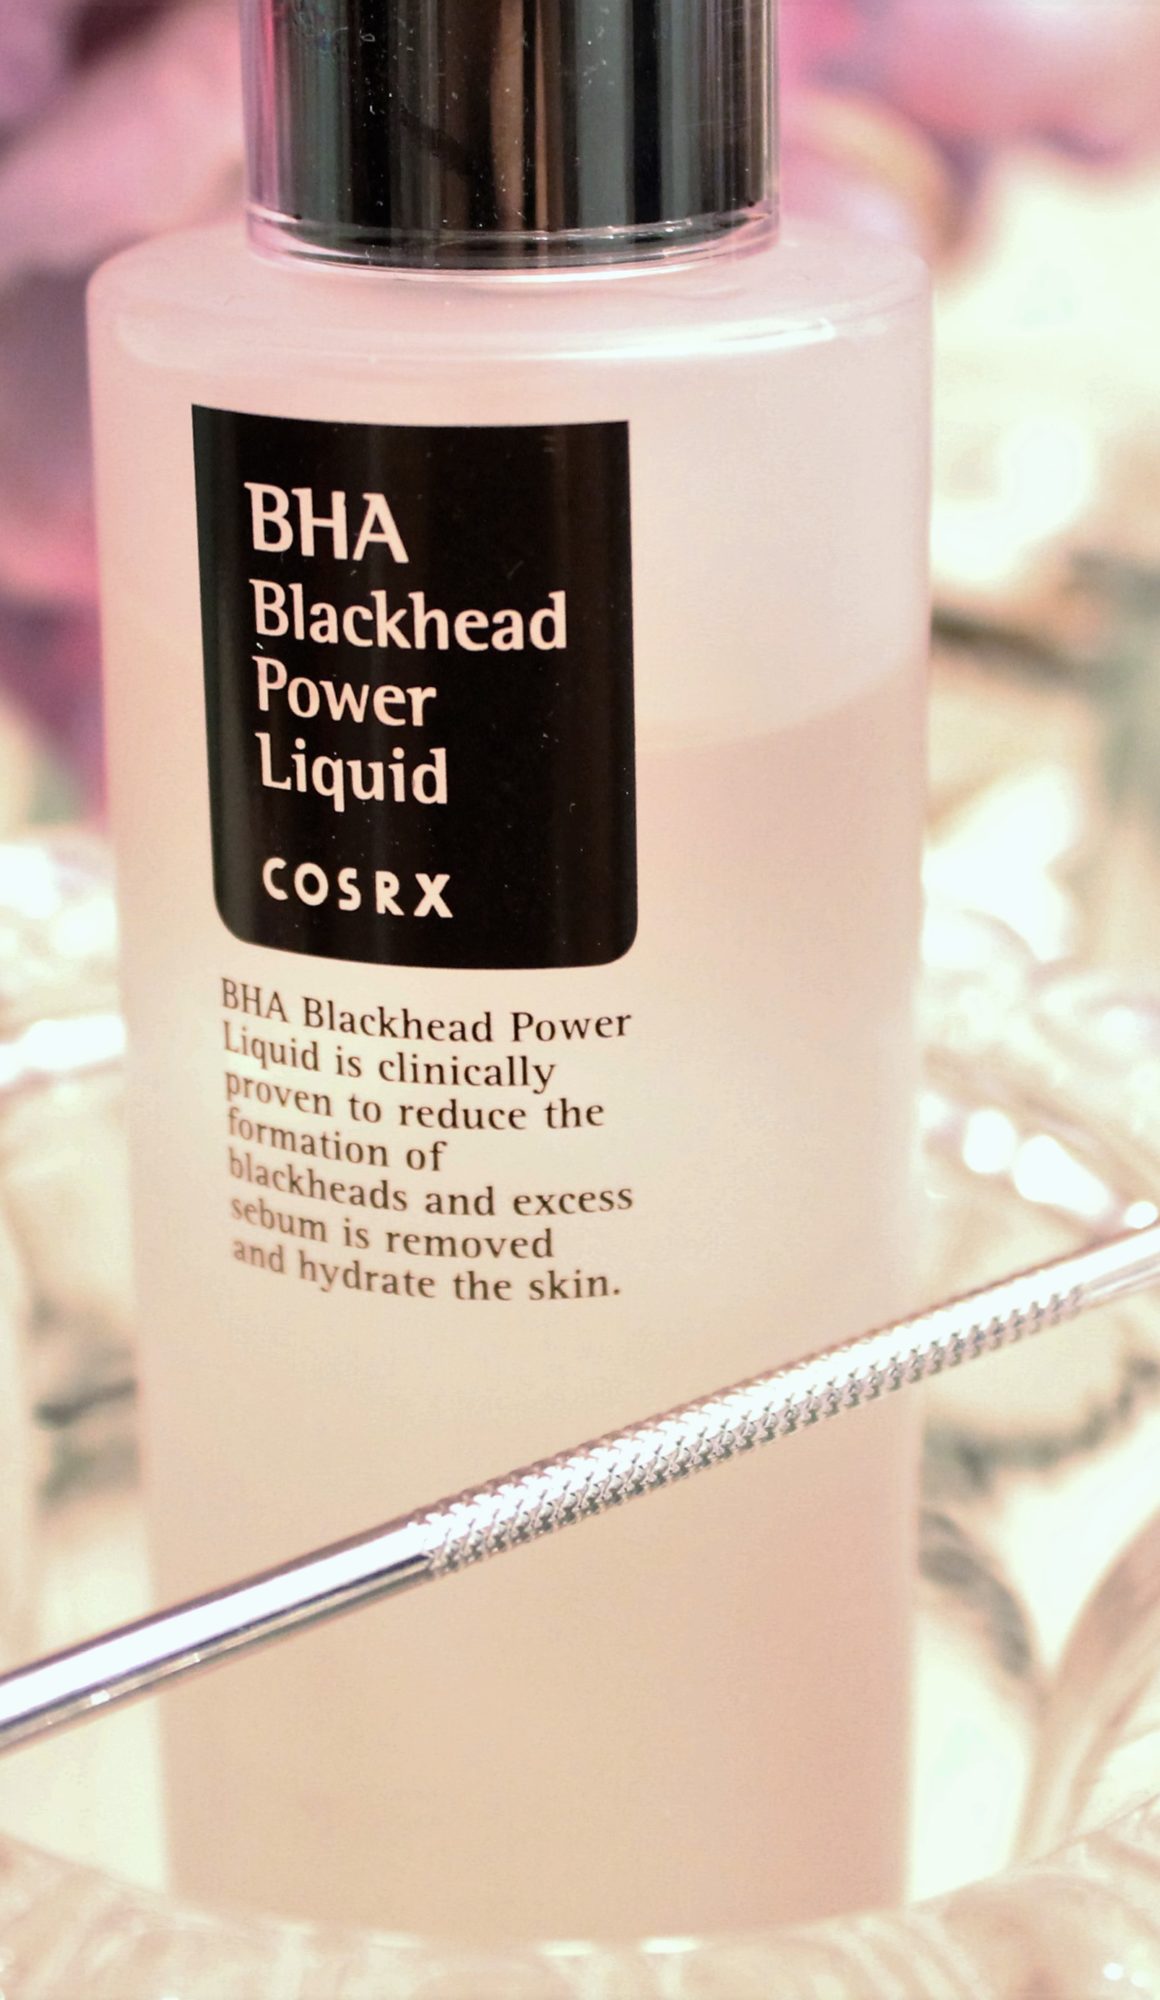 BHA
Blackhead
Power
Liquid
COSRX
BHA Blackhead Power
Liquid is clinically
proven to reduce the
formation of
blackheads and excess
sebum is removed
and hydrate the skin.